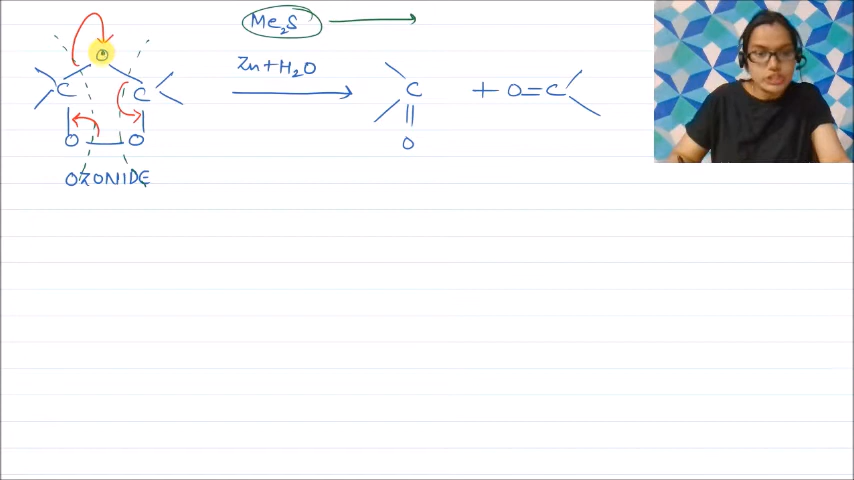 Me2S
O
Zn+H2O
C C
C + O=C
O O
O
OZONIDE